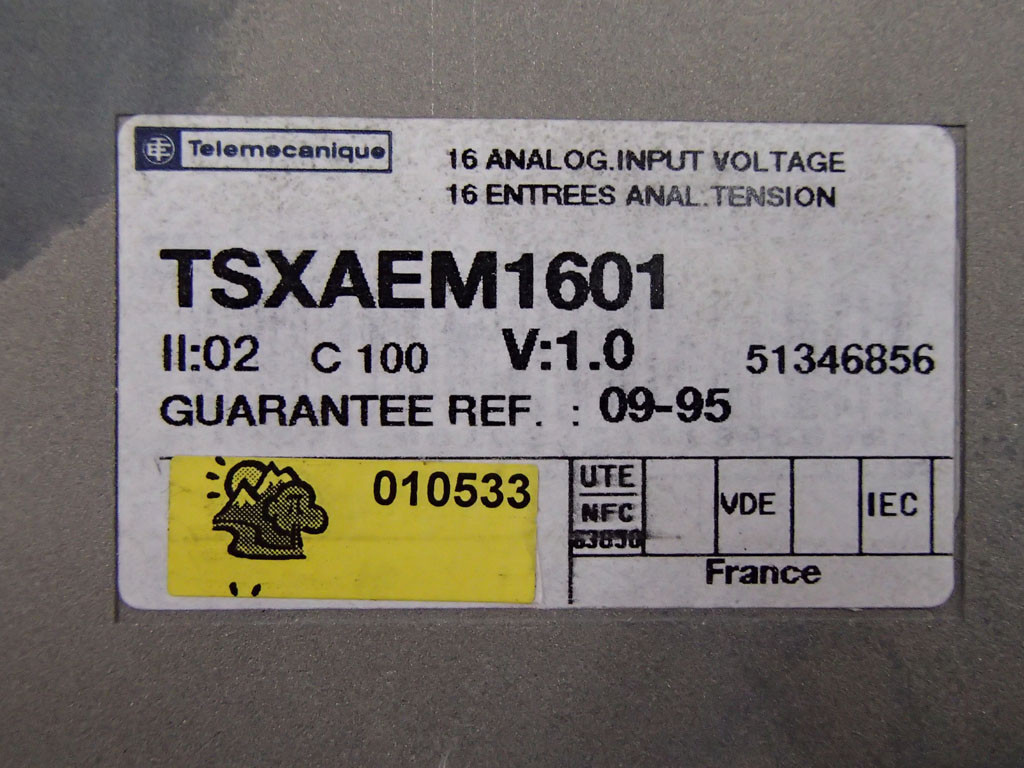 Telemecanique
16 ANALOG.INPUT VOLTAGE
16 ENTREES ANAL.TENSION
TSXAEM1601
II:02 C 100 V:1.0 51346856
GUARANTEE REF. : 09-95
010533
UTE VDE IEC
NFC
63850
France